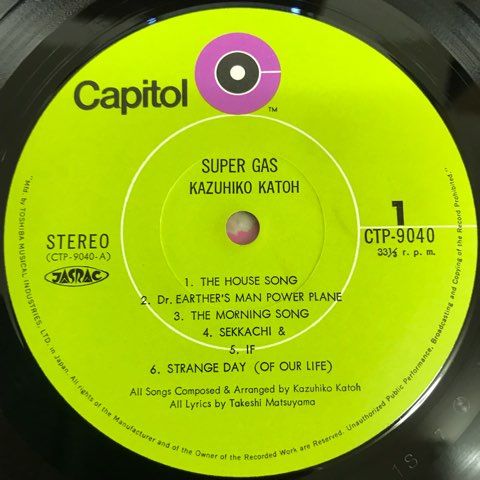 Capitol
TM
SUPER GAS
KAZUHIKO KATOH
1
STEREO
CTP-9040
(CTP-9040-A)
33⅓ r. p. m.
JASRAC
1. THE HOUSE SONG
2. Dr. EARTHER'S MAN POWER PLANE
3. THE MORNING SONG
4. SEKKACHI &
5. IF
6. STRANGE DAY (OF OUR LIFE)
All Songs Composed & Arranged by Kazuhiko Katoh
All Lyrics by Takeshi Matsuyama
"Mfd. by TOSHIBA MUSICAL INDUSTRIES, LTD. in Japan. All rights of the Manufacturer and of the Owner of the Recorded Work are Reserved. Unauthorized Public Performance, Broadcasting and Copying of the Record Prohibited."